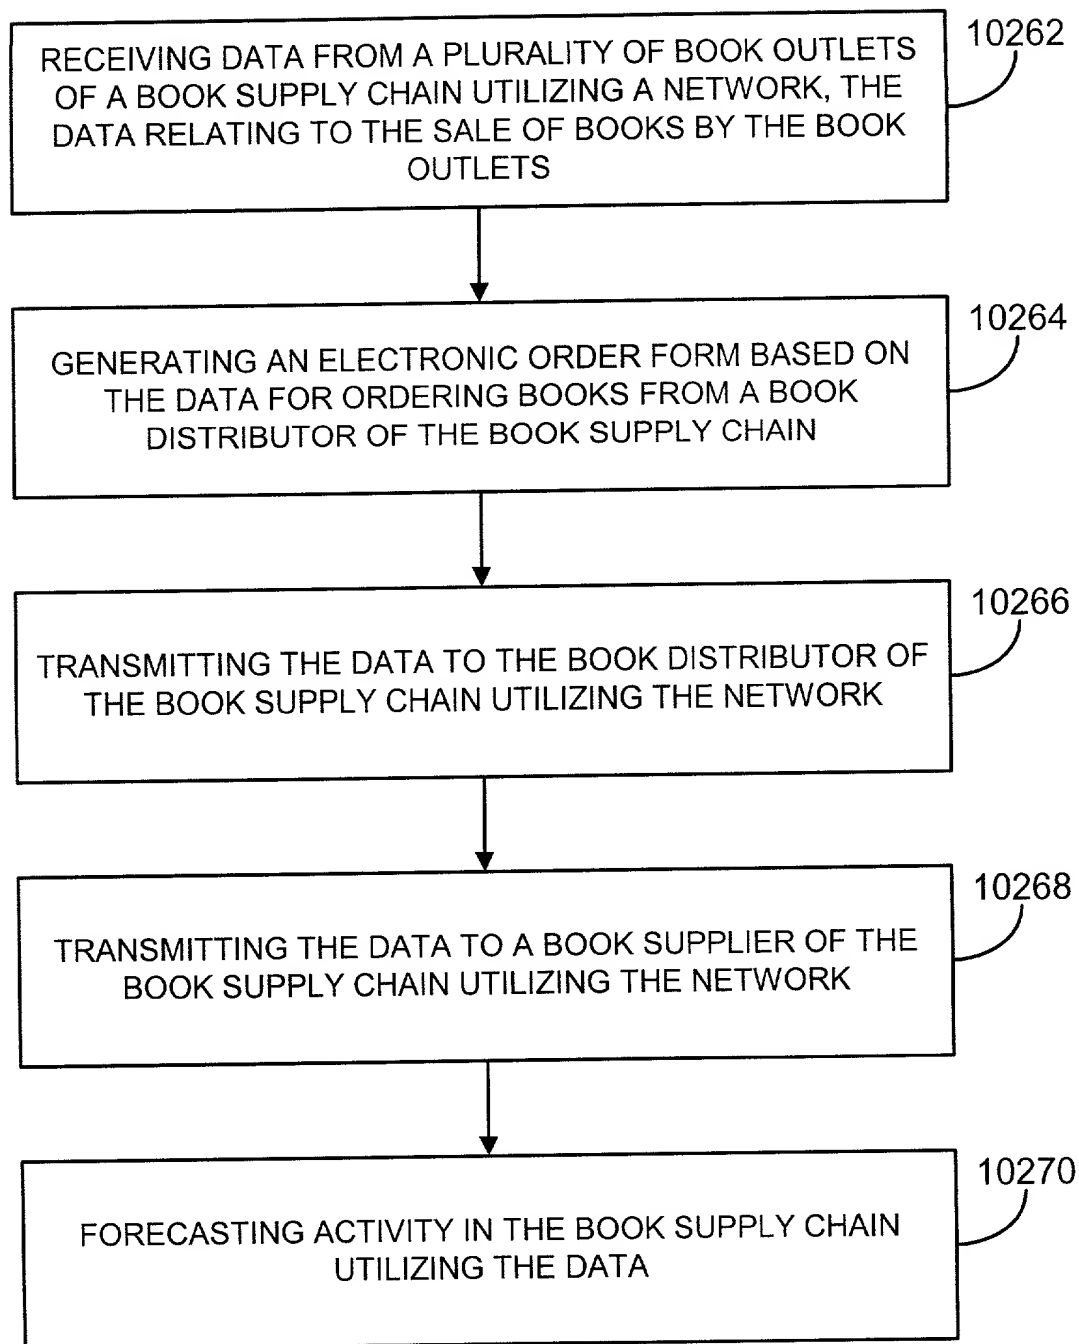 10262
RECEIVING DATA FROM A PLURALITY OF BOOK OUTLETS
OF A BOOK SUPPLY CHAIN UTILIZING A NETWORK, THE
DATA RELATING TO THE SALE OF BOOKS BY THE BOOK
OUTLETS
10264
GENERATING AN ELECTRONIC ORDER FORM BASED ON
THE DATA FOR ORDERING BOOKS FROM A BOOK
DISTRIBUTOR OF THE BOOK SUPPLY CHAIN
10266
TRANSMITTING THE DATA TO THE BOOK DISTRIBUTOR OF
THE BOOK SUPPLY CHAIN UTILIZING THE NETWORK
10268
TRANSMITTING THE DATA TO A BOOK SUPPLIER OF THE
BOOK SUPPLY CHAIN UTILIZING THE NETWORK
10270
FORECASTING ACTIVITY IN THE BOOK SUPPLY CHAIN
UTILIZING THE DATA